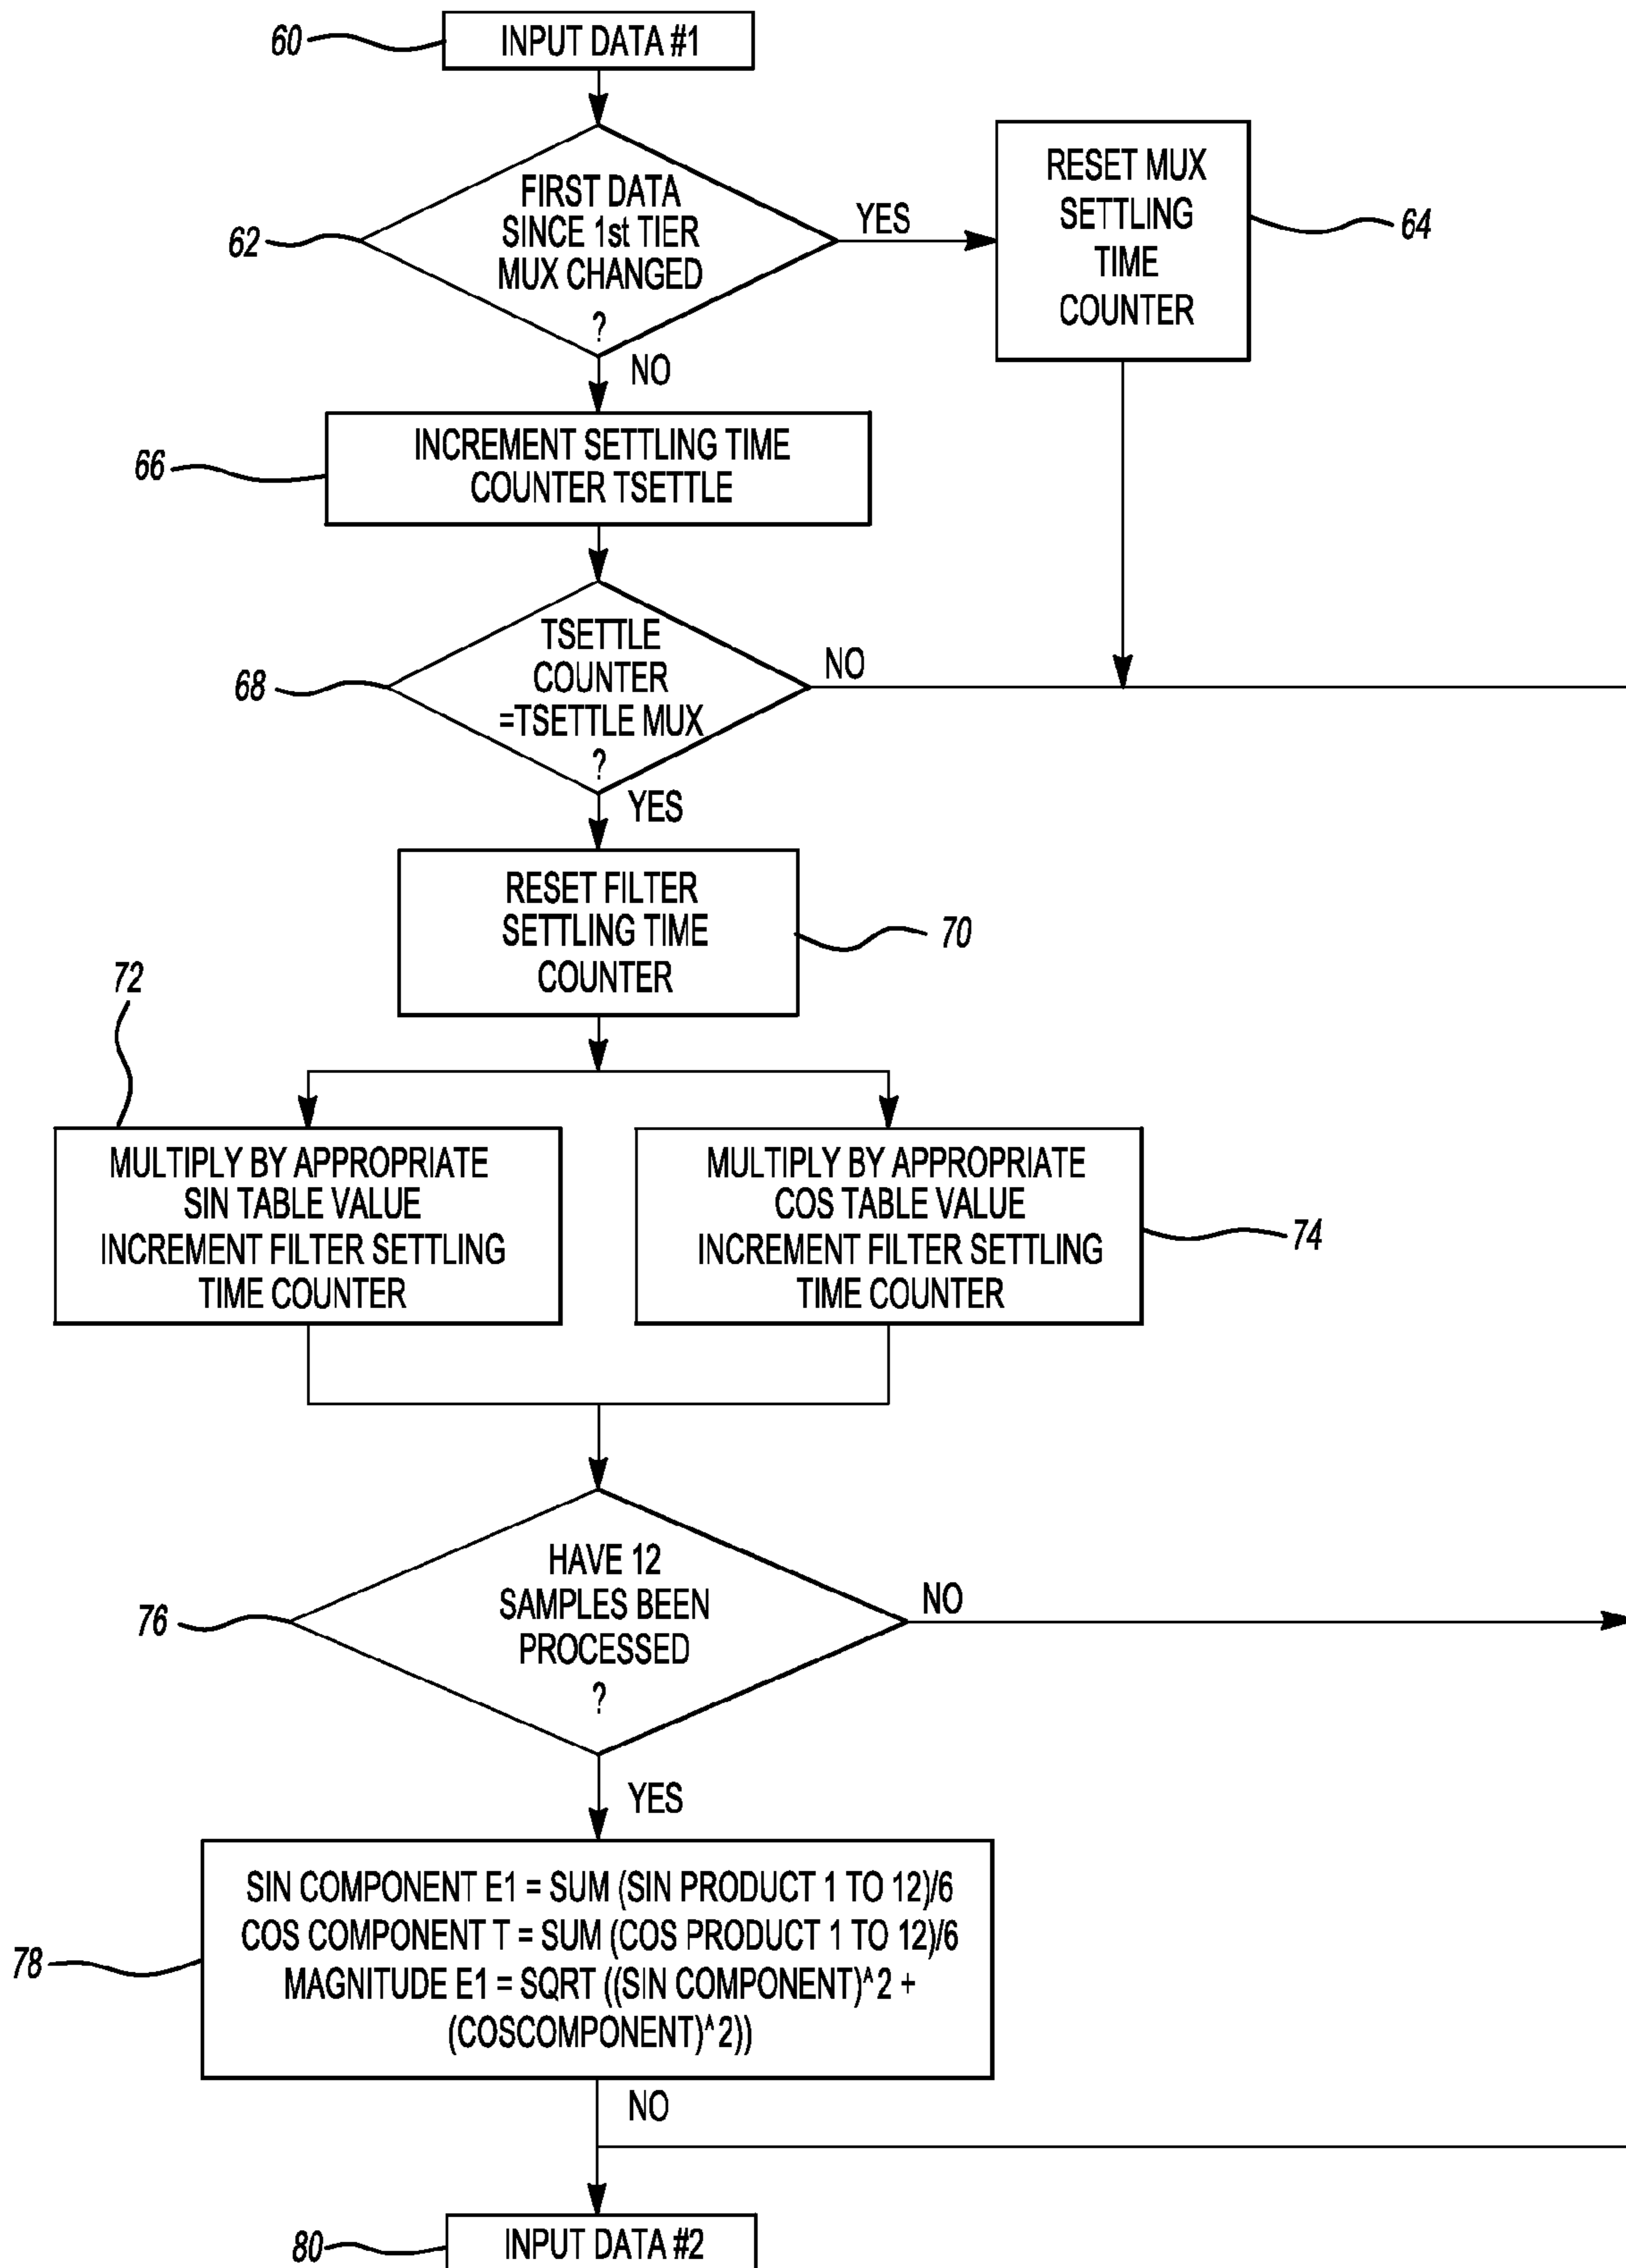 60
INPUT DATA #1
62
FIRST DATA
SINCE 1st TIER
MUX CHANGED
?
YES
RESET MUX
SETTLING
TIME
COUNTER
64
NO
66
INCREMENT SETTLING TIME
COUNTER TSETTLE
68
TSETTLE
COUNTER
=TSETTLE MUX
?
NO
YES
RESET FILTER
SETTLING TIME
COUNTER
70
72
MULTIPLY BY APPROPRIATE
SIN TABLE VALUE
INCREMENT FILTER SETTLING
TIME COUNTER
MULTIPLY BY APPROPRIATE
COS TABLE VALUE
INCREMENT FILTER SETTLING
TIME COUNTER
74
76
HAVE 12
SAMPLES BEEN
PROCESSED
?
NO
YES
78
SIN COMPONENT E1 = SUM (SIN PRODUCT 1 TO 12)/6
COS COMPONENT T = SUM (COS PRODUCT 1 TO 12)/6
MAGNITUDE E1 = SQRT ((SIN COMPONENT)^2 +
(COSCOMPONENT)^2))
NO
80
INPUT DATA #2